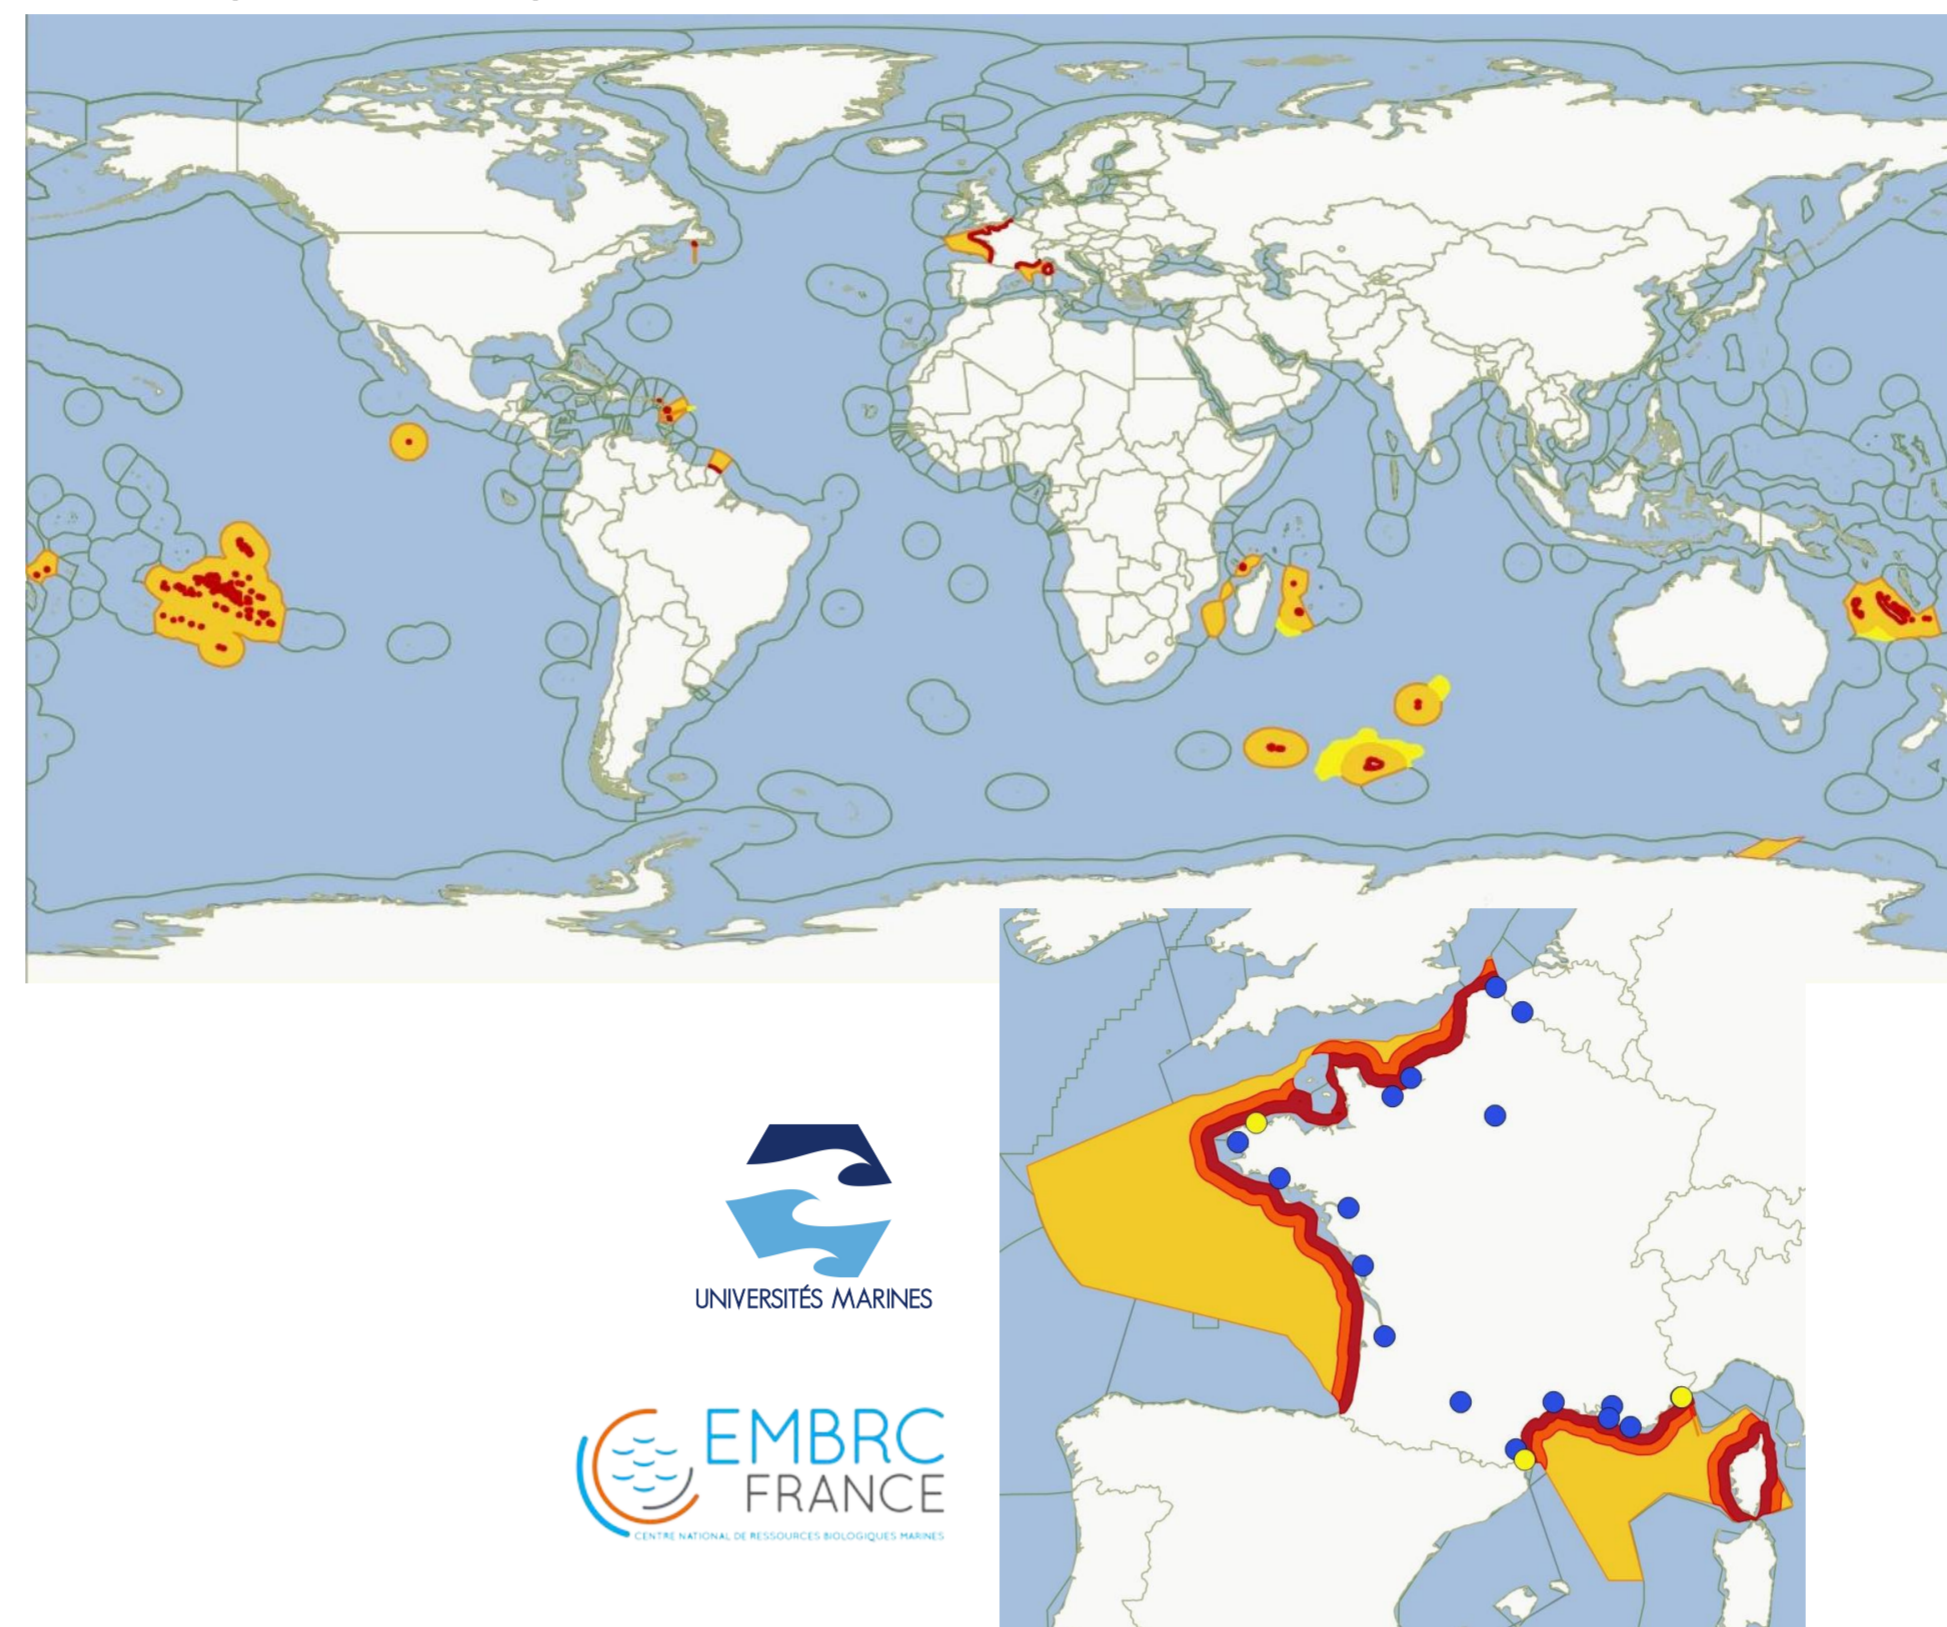 UNIVERSITÉS MARINES
EMBRC
FRANCE
CENTRE NATIONAL DE RESSOURCES BIOLOGIQUES MARINES